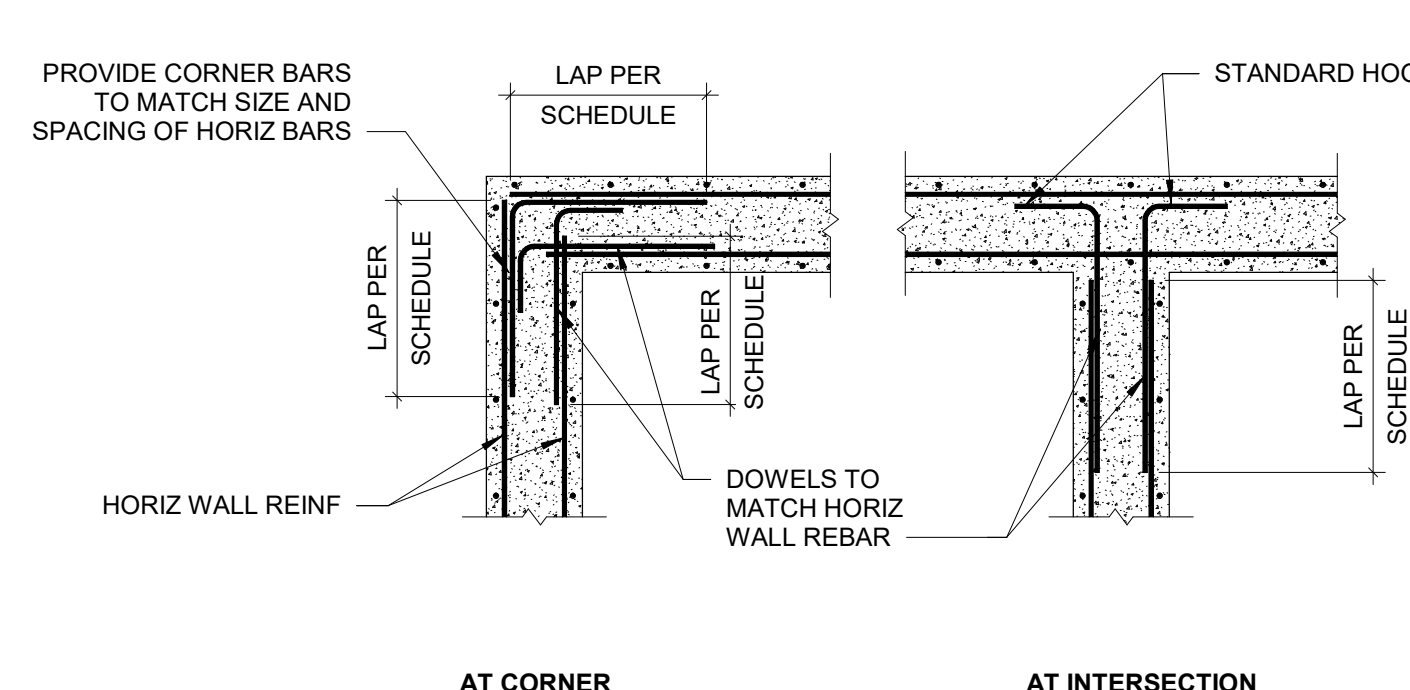 PROVIDE CORNER BARS
TO MATCH SIZE AND
SPACING OF HORIZ BARS
LAP PER
SCHEDULE
STANDARD
LAP PER
SCHEDULE
LAP PER
SCHEDULE
LAP PER
SCHEDULE
HORIZ WALL REINF
DOWELS TO
MATCH HORIZ
WALL REBAR
AT CORNER
AT INTERSECTION